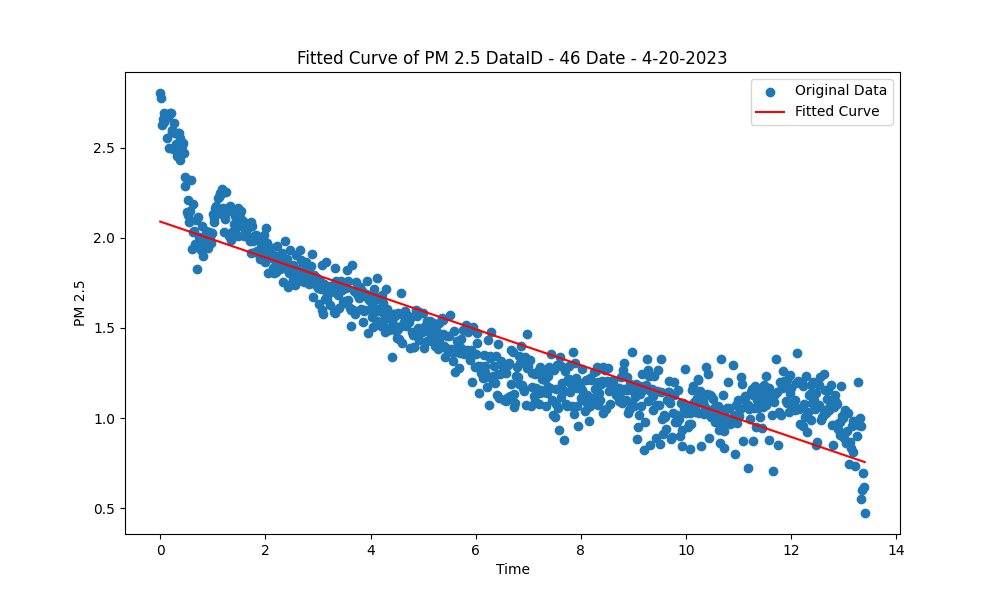 Fitted Curve of PM 2.5 DataID - 46 Date - 4-20-2023
Original Data
Fitted Curve
PM 2.5
2.5
2.0
1.5
1.0
0.5
0 2 4 6 8 10 12 14
Time